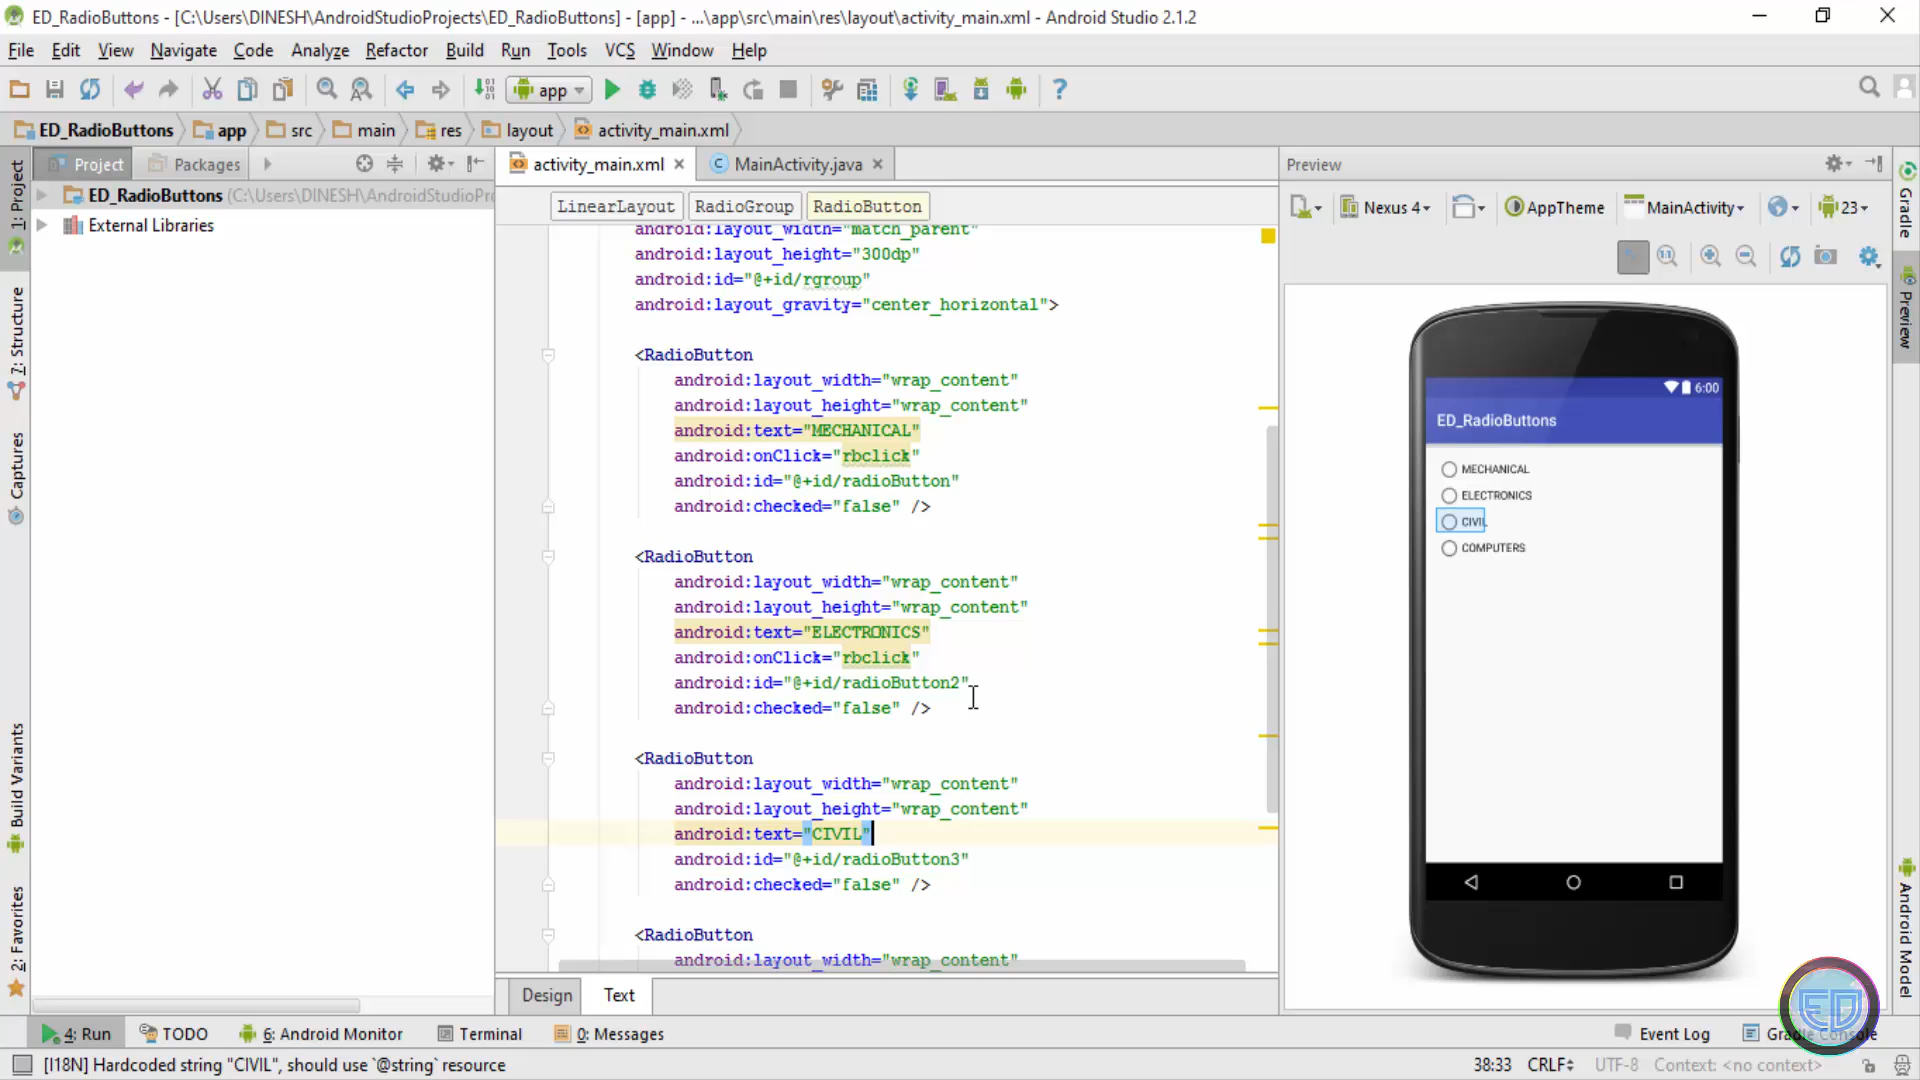 ED_RadioButtons - [C:\Users\DINESH\AndroidStudioProjects\ED_RadioButtons] - [app] - ...\app\src\main\res\layout\activity_main.xml - Android Studio 2.1.2
File Edit View Navigate Code Analyze Refactor Build Run Tools VCS Window Help
app
ED_RadioButtons app src main res layout activity_main.xml
Project Packages
activity_main.xml MainActivity.java
Preview
ED_RadioButtons (C:\Users\DINESH\AndroidStudioPr
External Libraries
LinearLayout RadioGroup RadioButton
Nexus 4 AppTheme MainActivity 23
android:layout_width="match_parent"
android:layout_height="300dp"
android:id="@+id/rgroup"
android:layout_gravity="center_horizontal">
<RadioButton
android:layout_width="wrap_content"
android:layout_height="wrap_content"
android:text="MECHANICAL"
android:onClick="rbclick"
android:id="@+id/radioButton"
android:checked="false" />
<RadioButton
android:layout_width="wrap_content"
android:layout_height="wrap_content"
android:text="ELECTRONICS"
android:onClick="rbclick"
android:id="@+id/radioButton2"
android:checked="false" />
<RadioButton
android:layout_width="wrap_content"
android:layout_height="wrap_content"
android:text="CIVIL"
android:id="@+id/radioButton3"
android:checked="false" />
<RadioButton
android:layout_width="wrap_content"
6:00
ED_RadioButtons
MECHANICAL
ELECTRONICS
CIVIL
COMPUTERS
1: Project
7: Structure
Captures
Build Variants
2: Favorites
Gradle
Preview
Android Model
Design Text
4: Run TODO 6: Android Monitor Terminal 0: Messages Event Log Gradle Console
ED
[I18N] Hardcoded string "CIVIL", should use `@string` resource
38:33 CRLF UTF-8 Context: <no context>